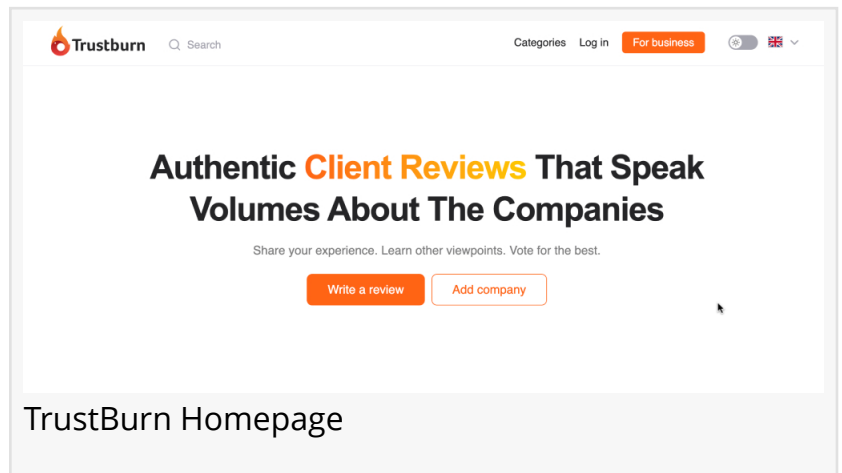 Trustburn Search Categories Log in For business
Authentic Client Reviews That Speak
Volumes About The Companies
Share your experience. Learn other viewpoints. Vote for the best.
Write a review Add company
TrustBurn Homepage